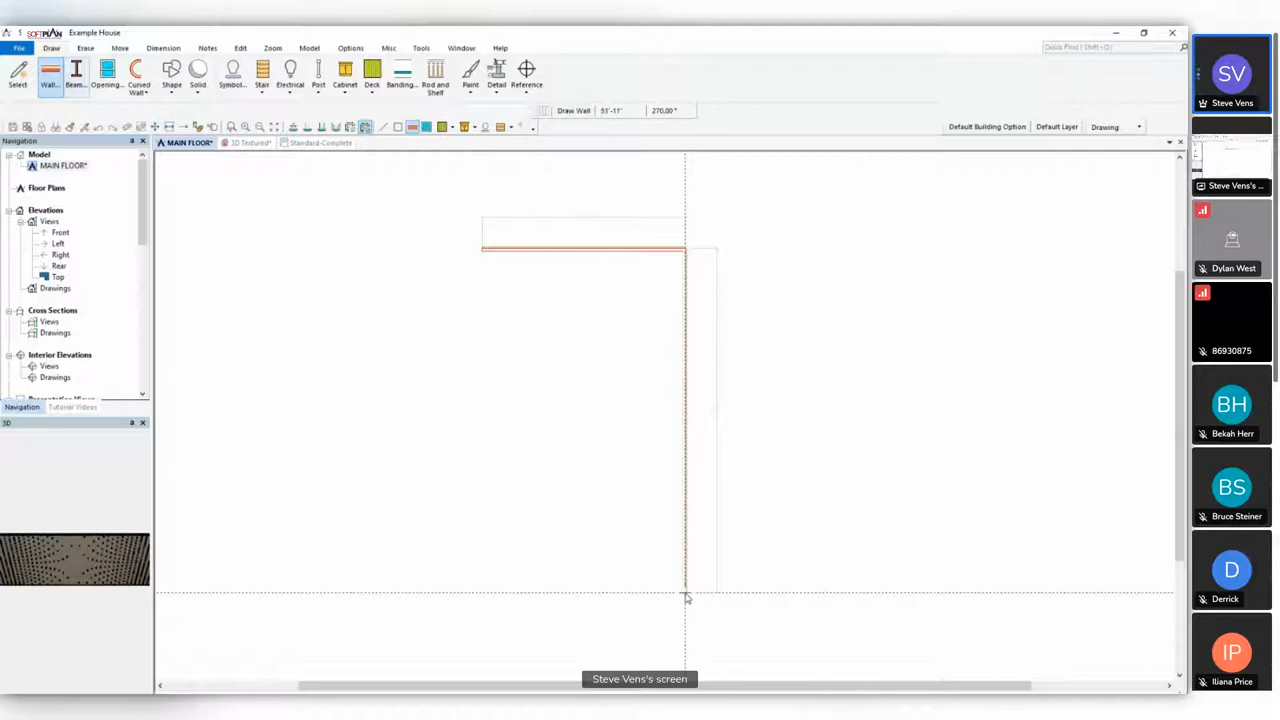 S SOFTPLAN Example House
File Draw Erase Move Dimension Notes Edit Zoom Model Options Misc Tools Window Help
Quick Find (Ctrl+Q)
Select Wall... Beam... Opening... Curved Wall Shape Solid Symbol... Stair Electrical Post Cabinet Deck Banding... Rod and Shelf Paint Detail Reference
Draw Wall 51'-11" 270.00 °
Default Building Option Default Layer Drawing
Navigation
MAIN FLOOR* 3D Textured* Standard-Complete
Model
MAIN FLOOR*
Floor Plans
Elevations
Views
Front
Left
Right
Rear
Top
Drawings
Cross Sections
Views
Drawings
Interior Elevations
Views
Drawings
Navigation Tutorial Videos
3D
Steve Vens's screen
SV
Steve Vens
Steve Vens's ...
Dylan West
86930875
BH
Bekah Herr
BS
Bruce Steiner
D
Derrick
IP
Iliana Price